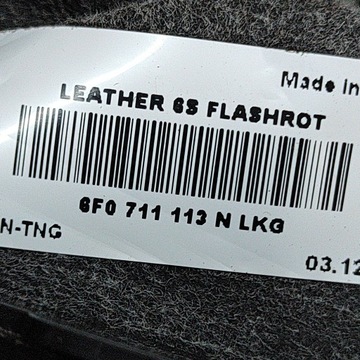 Made in
LEATHER 6S FLASHROT
6F0 711 113 N LKG
N-TNG
03.12